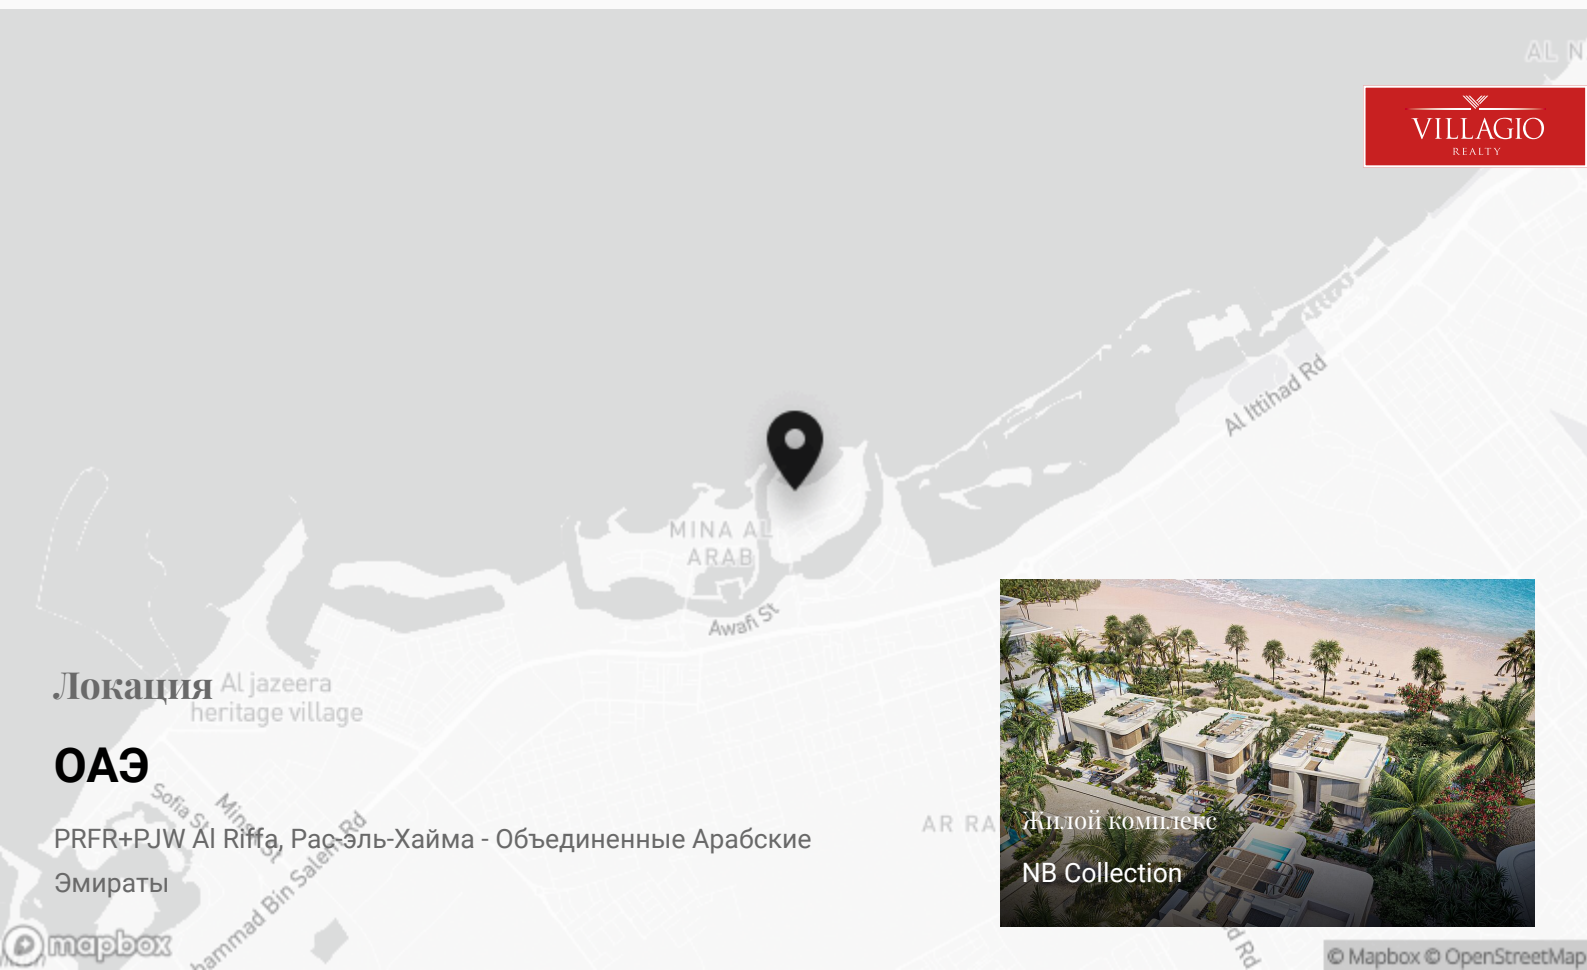 AL N
VILLAGIO
REALTY
Al Ittihad Rd
MINA AL
ARAB
Awafi St
Локация
Al jazeera
heritage village
ОАЭ
Sofia St
Mina St
PRFR+PJW Al Riffa, Рас-эль-Хайма - Объединенные Арабские
Эмираты
hammad Bin Salem Rd
AR RA
Жилой комплекс
NB Collection
d Rd
mapbox
© Mapbox © OpenStreetMap